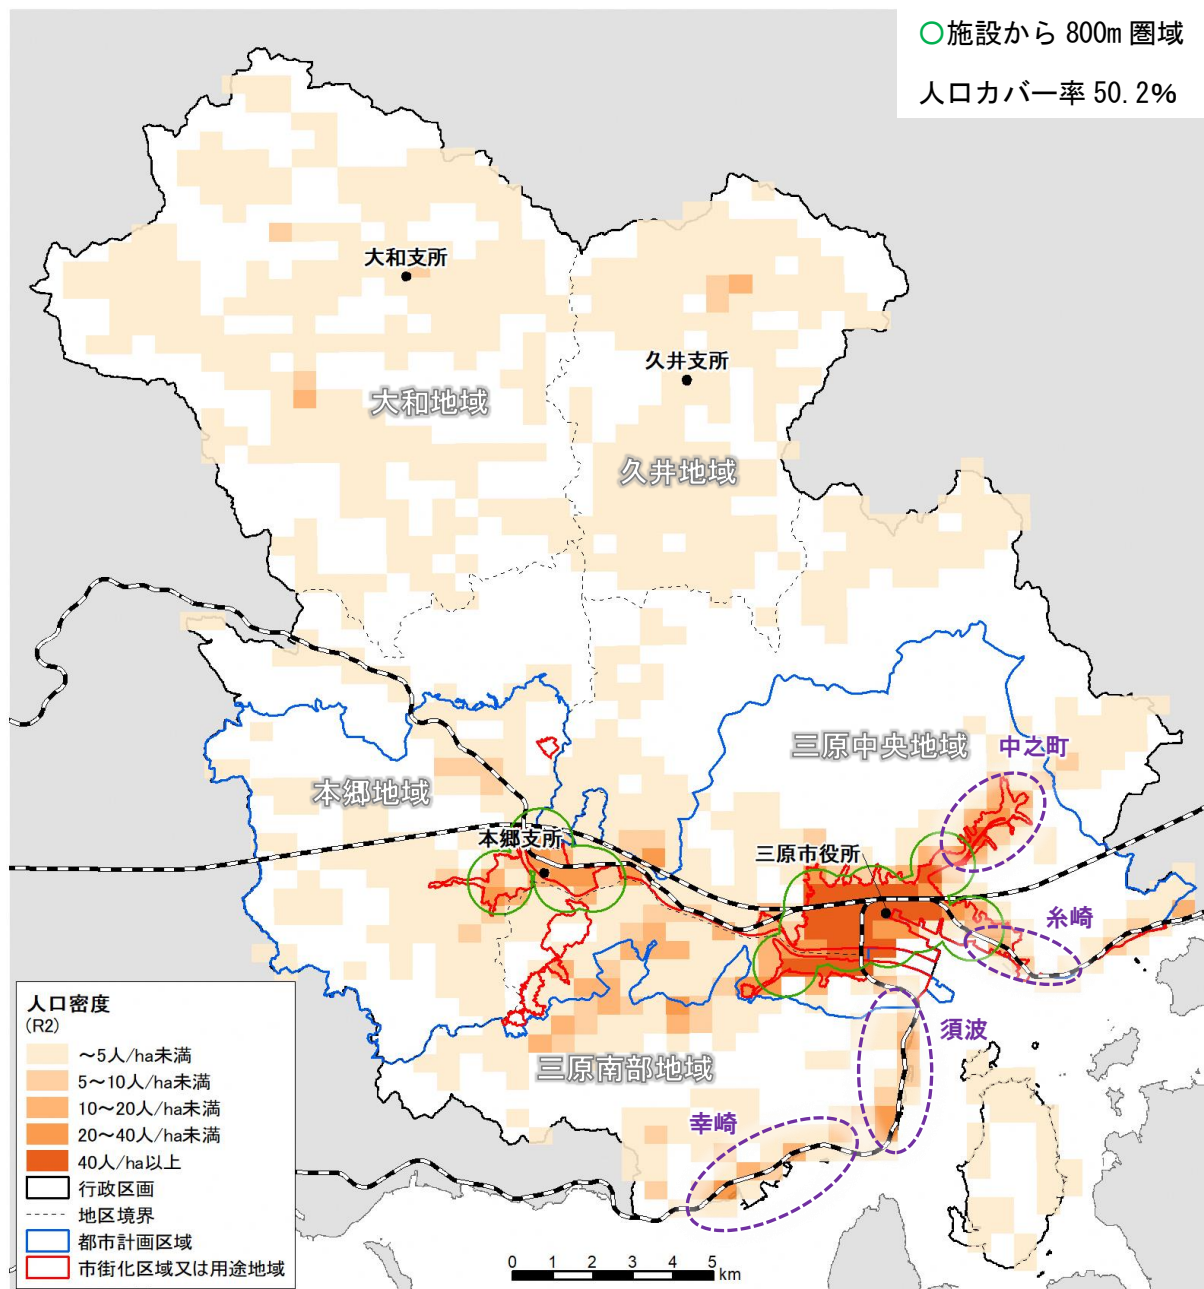 ○施設から 800m 圏域
人口カバー率 50.2%
大和支所
久井支所
大和地域
久井地域
三原中央地域
中之町
本郷地域
本郷支所
三原市役所
糸崎
須波
三原南部地域
幸崎
人口密度
(R2)
～5人/ha未満
5～10人/ha未満
10～20人/ha未満
20～40人/ha未満
40人/ha以上
行政区画
地区境界
都市計画区域
市街化区域又は用途地域
0 1 2 3 4 5
km